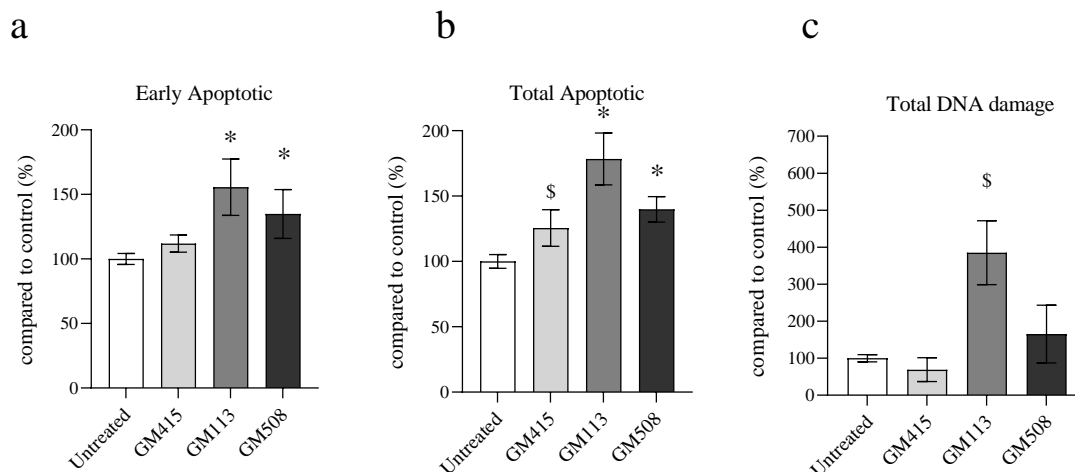 a
Early Apoptotic
compared to control (%)
200
150
100
50
0
*
*
Untreated
GM415
GM113
GM508
b
Total Apoptotic
compared to control (%)
200
150
100
50
0
$
*
*
Untreated
GM415
GM113
GM508
c
Total DNA damage
compared to control (%)
700
600
500
400
300
200
100
0
$
Untreated
GM415
GM113
GM508